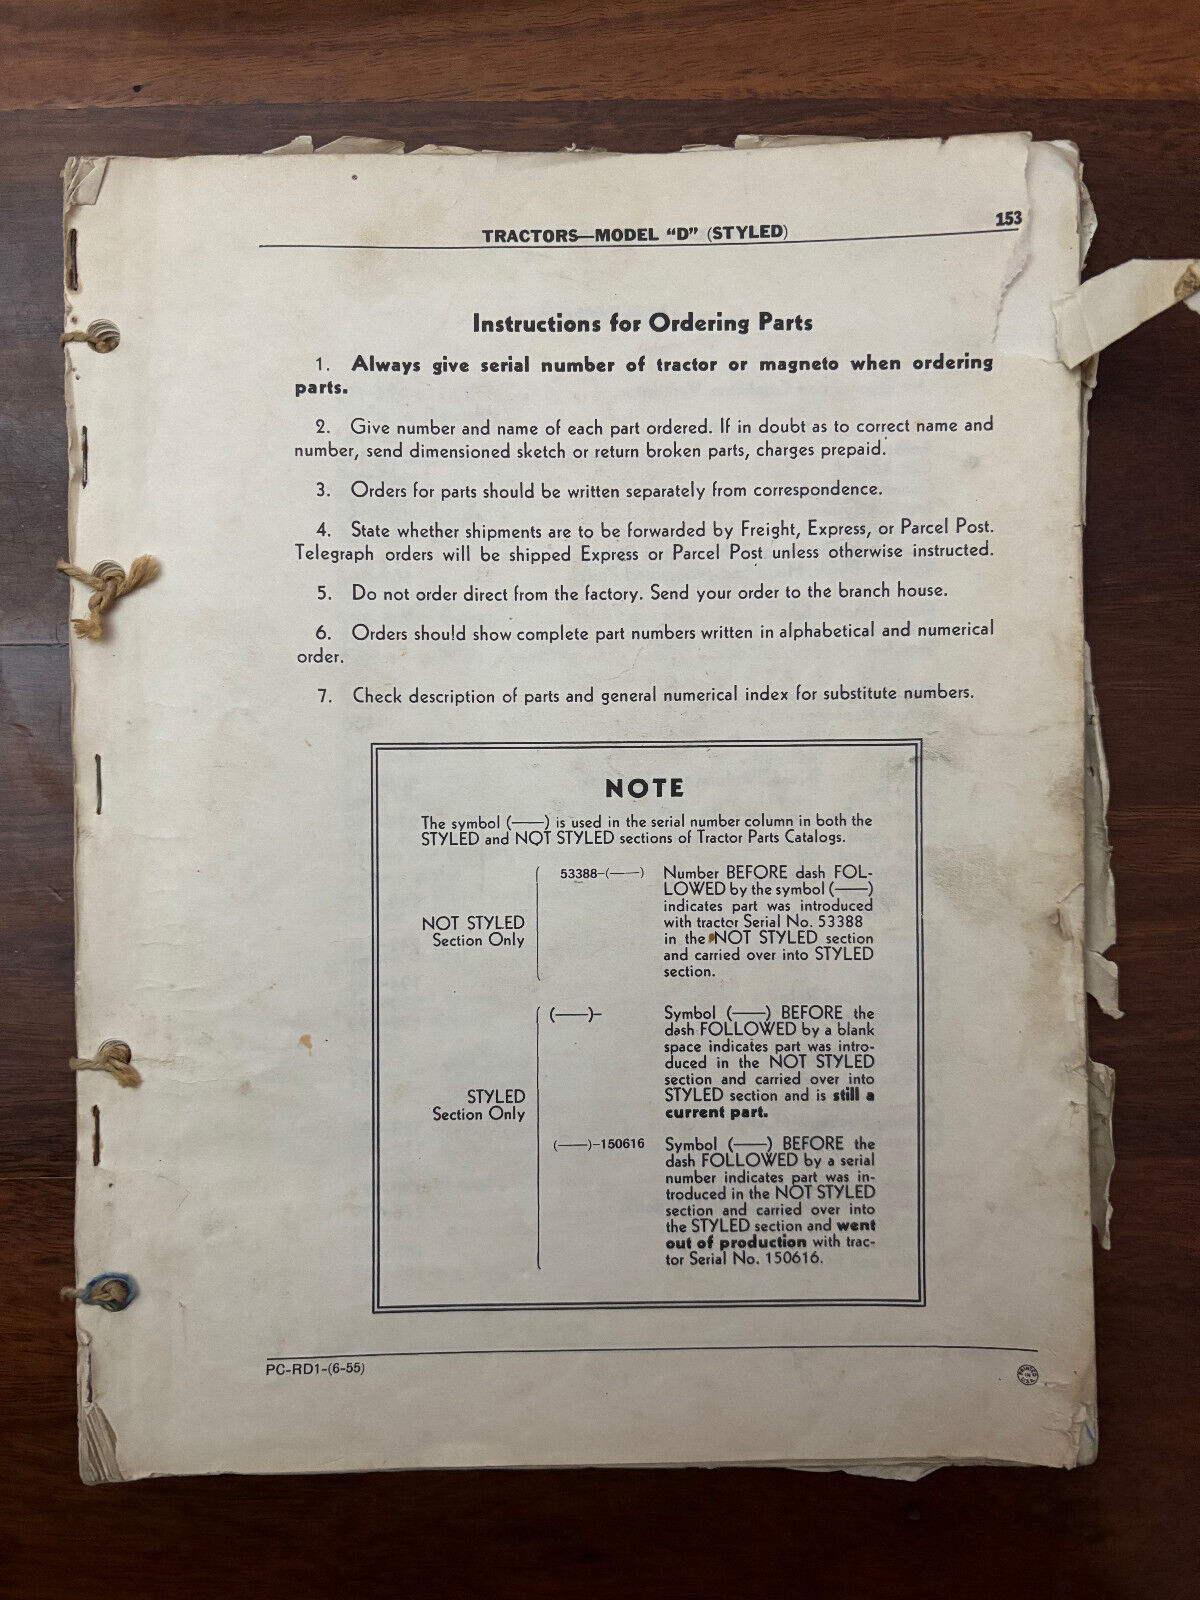 153
TRACTORS—MODEL “D” (STYLED)
Instructions for Ordering Parts
1. Always give serial number of tractor or magneto when ordering
parts.
2. Give number and name of each part ordered. If in doubt as to correct name and
number, send dimensioned sketch or return broken parts, charges prepaid.
3. Orders for parts should be written separately from correspondence.
4. State whether shipments are to be forwarded by Freight, Express, or Parcel Post.
Telegraph orders will be shipped Express or Parcel Post unless otherwise instructed.
5. Do not order direct from the factory. Send your order to the branch house.
6. Orders should show complete part numbers written in alphabetical and numerical
order.
7. Check description of parts and general numerical index for substitute numbers.
NOTE
The symbol (——) is used in the serial number column in both the
STYLED and NOT STYLED sections of Tractor Parts Catalogs.
NOT STYLED
Section Only
53388-(——)
Number BEFORE dash FOL-
LOWED by the symbol (——)
indicates part was introduced
with tractor Serial No. 53388
in the NOT STYLED section
and carried over into STYLED
section.
STYLED
Section Only
(——)-
Symbol (——) BEFORE the
dash FOLLOWED by a blank
space indicates part was intro-
duced in the NOT STYLED
section and carried over into
STYLED section and is still a
current part.
(——)-150616
Symbol (——) BEFORE the
dash FOLLOWED by a serial
number indicates part was in-
troduced in the NOT STYLED
section and carried over into
the STYLED section and went
out of production with trac-
tor Serial No. 150616.
PC-RD1-(6-55)
PRINTED
IN
U.S.A.